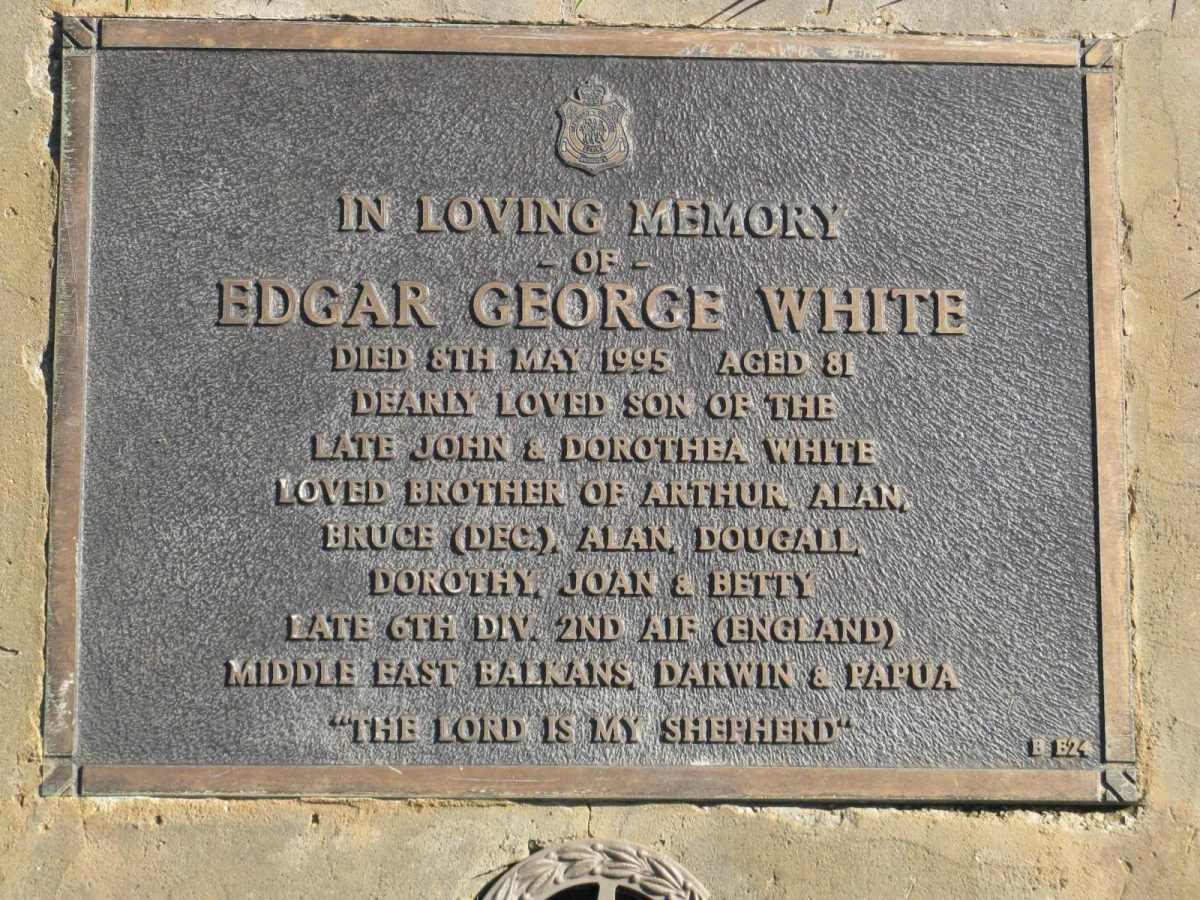 IN LOVING MEMORY
- OF -
EDGAR GEORGE WHITE
DIED 8TH MAY 1995 AGED 81
DEARLY LOVED SON OF THE
LATE JOHN & DOROTHEA WHITE
LOVED BROTHER OF ARTHUR, ALAN,
BRUCE (DEC.), ALAN, DOUGALL,
DOROTHY, JOAN & BETTY
LATE 6TH DIV. 2ND AIF (ENGLAND)
MIDDLE EAST BALKANS, DARWIN & PAPUA
"THE LORD IS MY SHEPHERD"
B E24